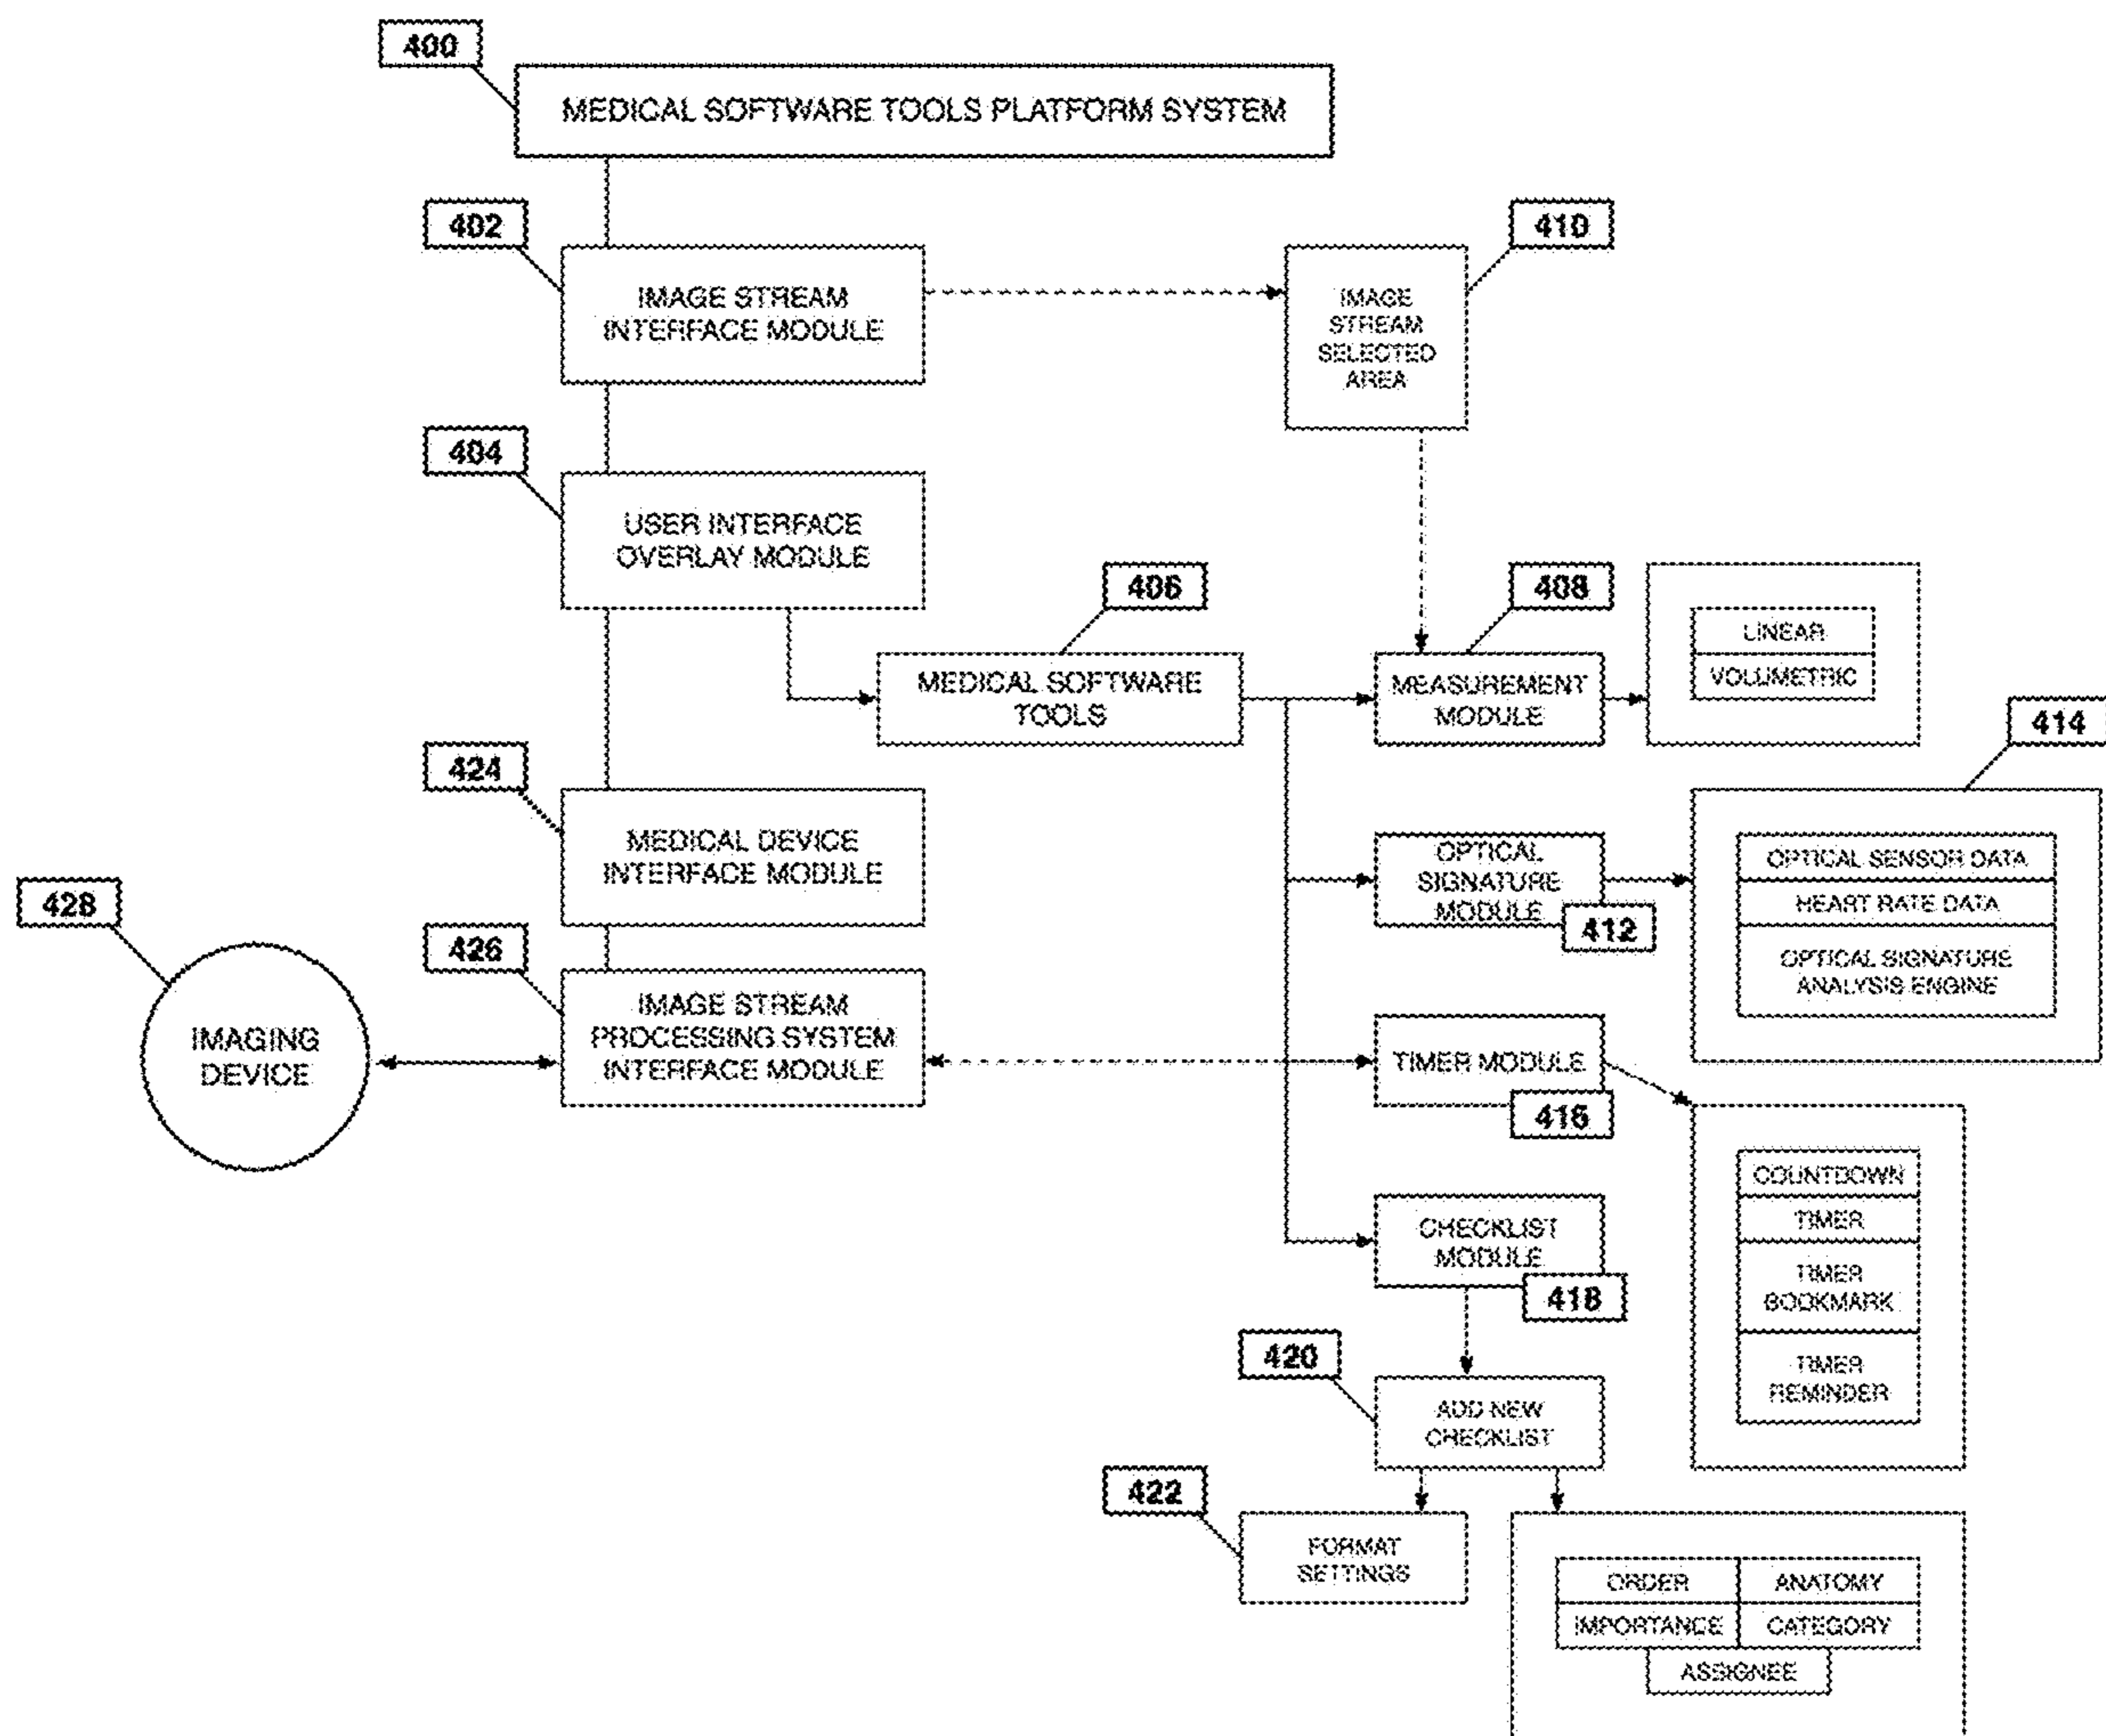 400
MEDICAL SOFTWARE TOOLS PLATFORM SYSTEM
402
IMAGE STREAM
INTERFACE MODULE
410
IMAGE
STREAM
SELECTED
AREA
404
USER INTERFACE
OVERLAY MODULE
406
MEDICAL SOFTWARE
TOOLS
408
MEASUREMENT
MODULE
LINEAR
VOLUMETRIC
414
424
MEDICAL DEVICE
INTERFACE MODULE
OPTICAL
SIGNATURE
MODULE
412
OPTICAL SENSOR DATA
HEART RATE DATA
OPTICAL SIGNATURE
ANALYSIS ENGINE
428
IMAGING
DEVICE
426
IMAGE STREAM
PROCESSING SYSTEM
INTERFACE MODULE
TIMER MODULE
416
COUNTDOWN
TIMER
TIMER
BOOKMARK
TIMER
REMINDER
CHECKLIST
MODULE
418
420
ADD NEW
CHECKLIST
422
FORMAT
SETTINGS
ORDER
ANATOMY
IMPORTANCE
CATEGORY
ASSIGNEE